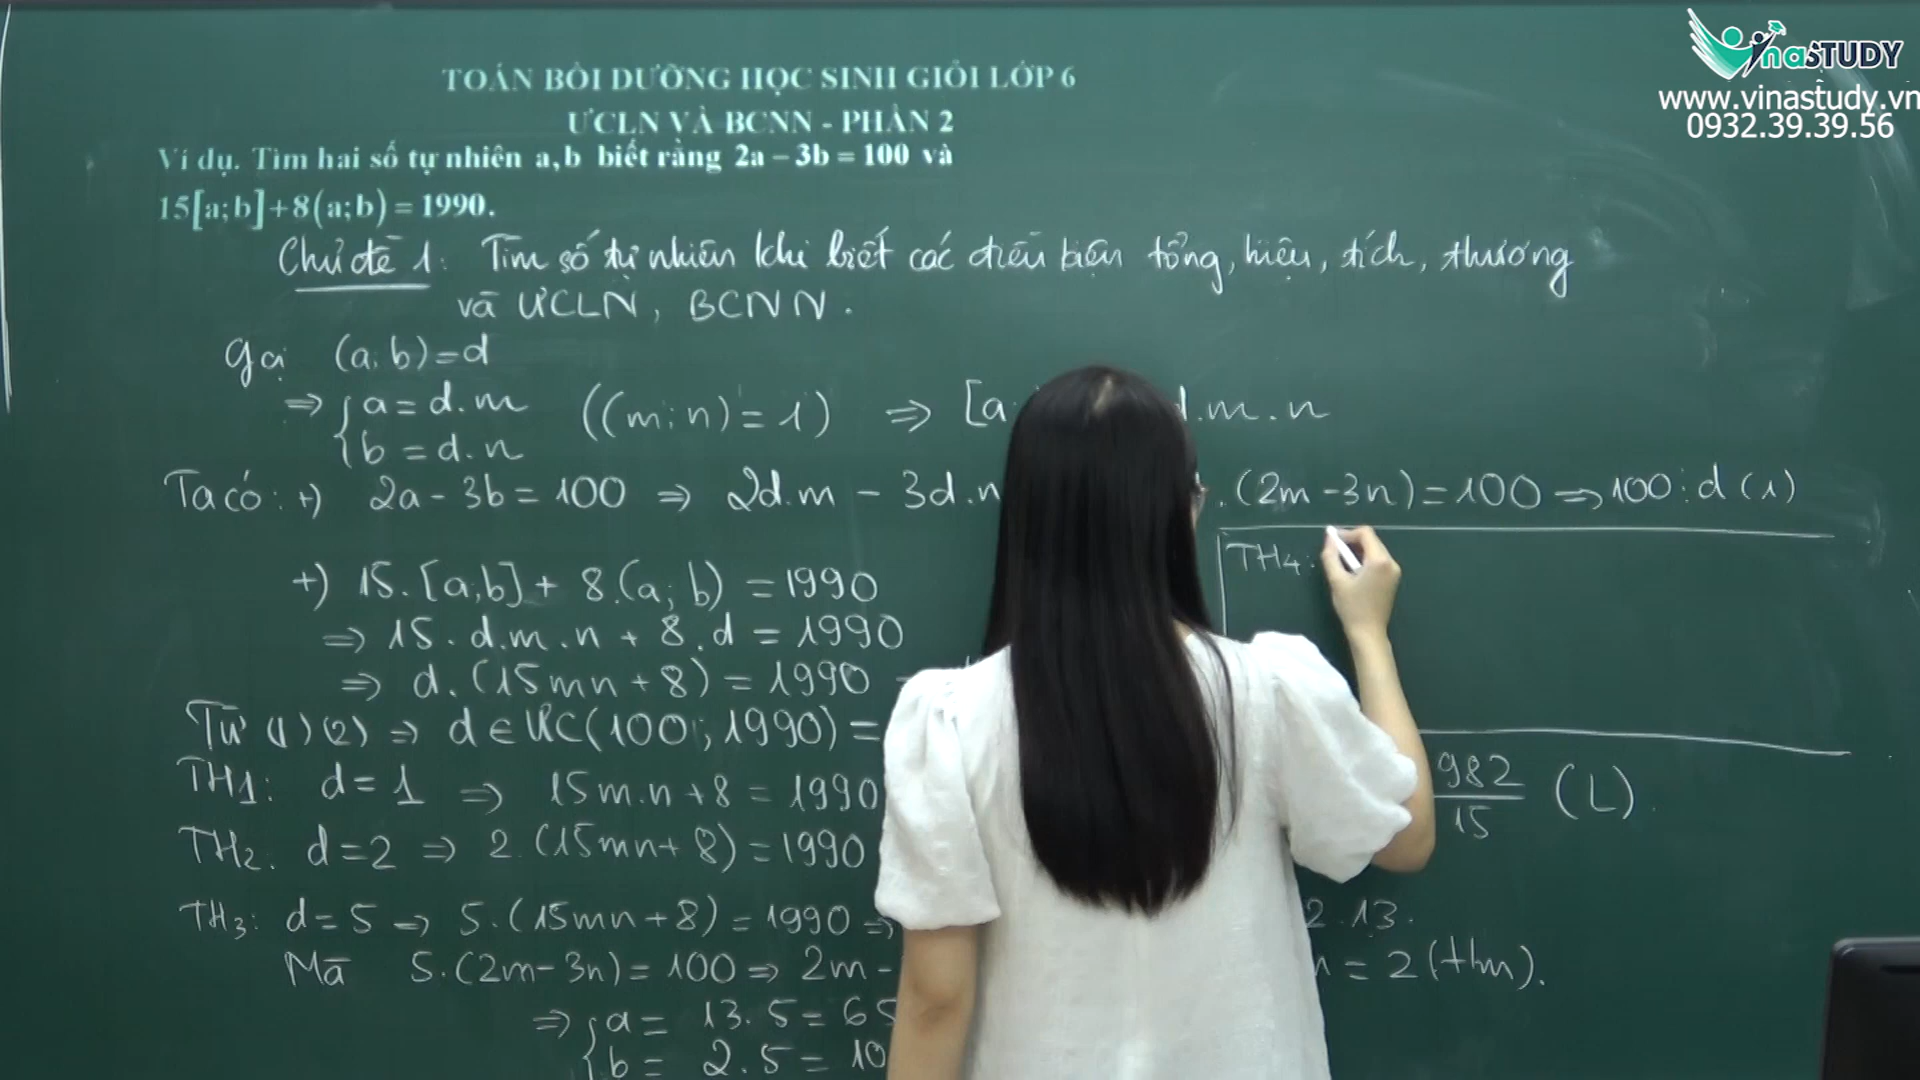 VinaSTUDY
www.vinastudy.vn
0932.39.39.56
TOÁN BỒI DƯỠNG HỌC SINH GIỎI LỚP 6
ƯCLN VÀ BCNN - PHẦN 2
Ví dụ. Tìm hai số tự nhiên a,b biết rằng 2a – 3b = 100 và
15[a;b]+8(a;b) = 1990.
Chủ đề 1: Tìm số tự nhiên khi biết các điều kiện tổng, hiệu, tích, thương
và ƯCLN, BCNN.
Gọi (a;b)=d
⇒ { a = d.m ((m;n) = 1) ⇒ [a; d.m.n
{ b = d.n
Ta có: +) 2a - 3b = 100 ⇒ 2d.m - 3d.n .(2m-3n)=100 ⇒ 100⋮d (1)
TH4:
+) 15.[a;b] + 8.(a;b) = 1990
⇒ 15.d.m.n + 8.d = 1990
⇒ d.(15mn+8) = 1990
Từ (1)(2) ⇒ d∈ƯC(100;1990) =
TH1: d=1 ⇒ 15m.n+8 = 1990 982/15 (L).
TH2: d=2 ⇒ 2.(15mn+8)=1990
TH3: d=5 ⇒ 5.(15mn+8)=1990 ⇒ 2.13.
Mà 5.(2m-3n)=100 ⇒ 2m- n = 2 (thm).
⇒ { a = 13.5 = 65
{ b = 2.5 = 10